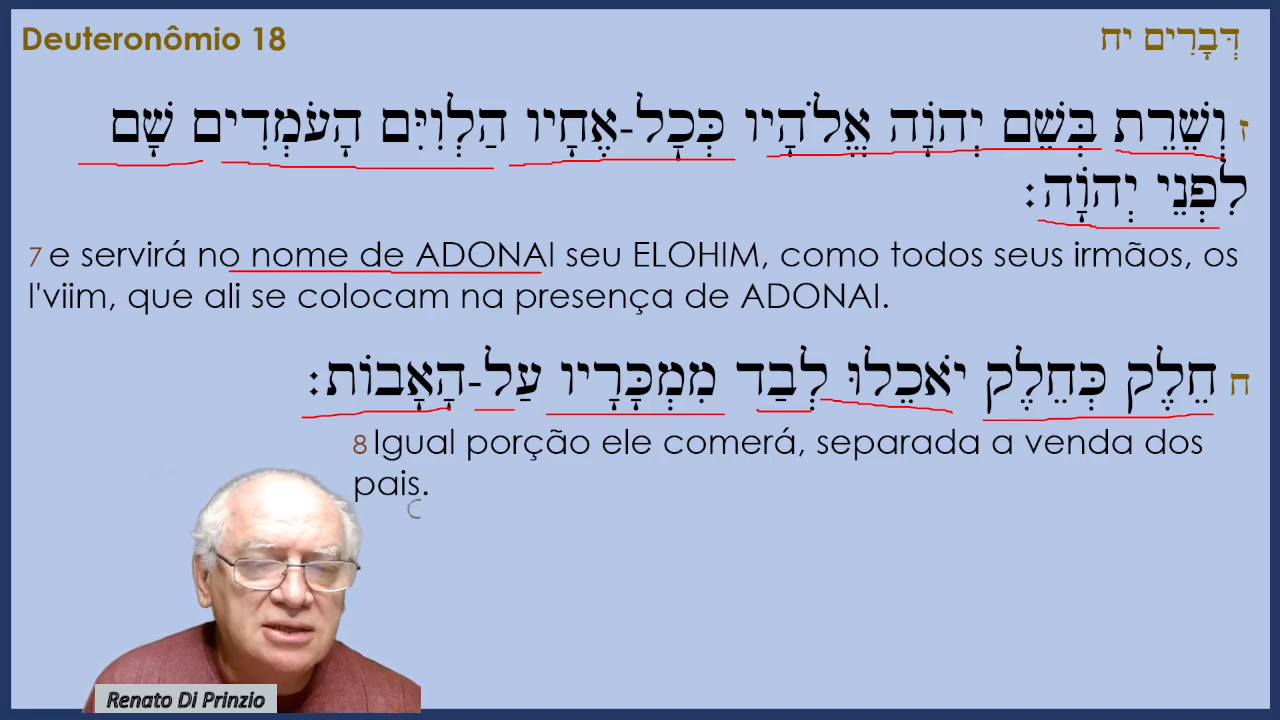 Deuteronômio 18
דְּבָרִים יח
ז וְשֵׁרֵת בְּשֵׁם יְהוָֹה אֱלֹהָיו כְּכָל-אֶחָיו הַלְוִיִּם הָעֹמְדִים שָׁם
לִפְנֵי יְהוָֹה:
7 e servirá no nome de ADONAI seu ELOHIM, como todos seus irmãos, os
l'viim, que ali se colocam na presença de ADONAI.
ח חֵלֶק כְּחֵלֶק יֹאכֵלוּ לְבַד מִמְכָּרָיו עַל-הָאָבוֹת:
8 Igual porção ele comerá, separada a venda dos
pais.
Renato Di Prinzio